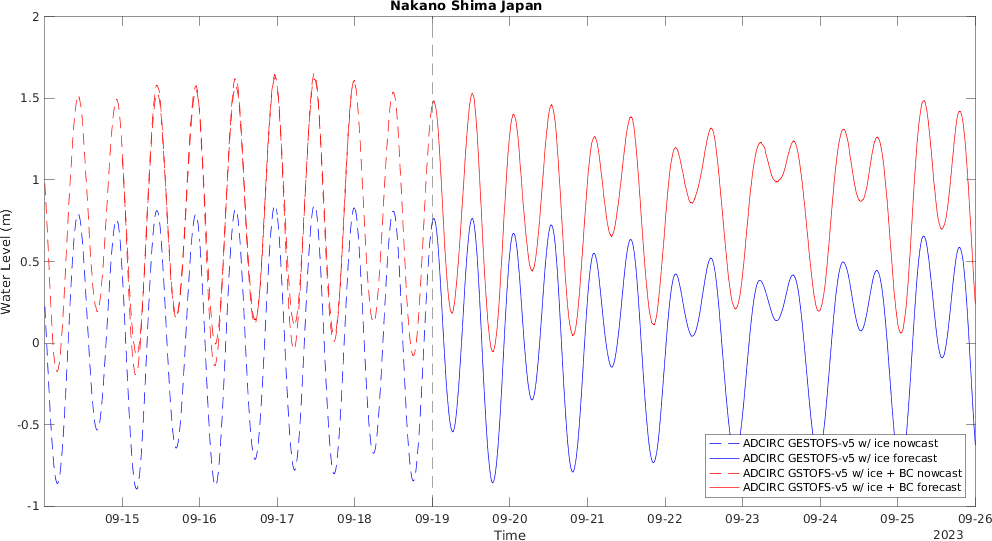 Nakano Shima Japan
2
1.5
1
0.5
0
-0.5
-1
Water Level (m)
09-15
09-16
09-17
09-18
09-19
09-20
09-21
09-22
09-23
09-24
09-25
09-26
Time
2023
ADCIRC GESTOFS-v5 w/ ice nowcast
ADCIRC GESTOFS-v5 w/ ice forecast
ADCIRC GSTOFS-v5 w/ ice + BC nowcast
ADCIRC GSTOFS-v5 w/ ice + BC forecast